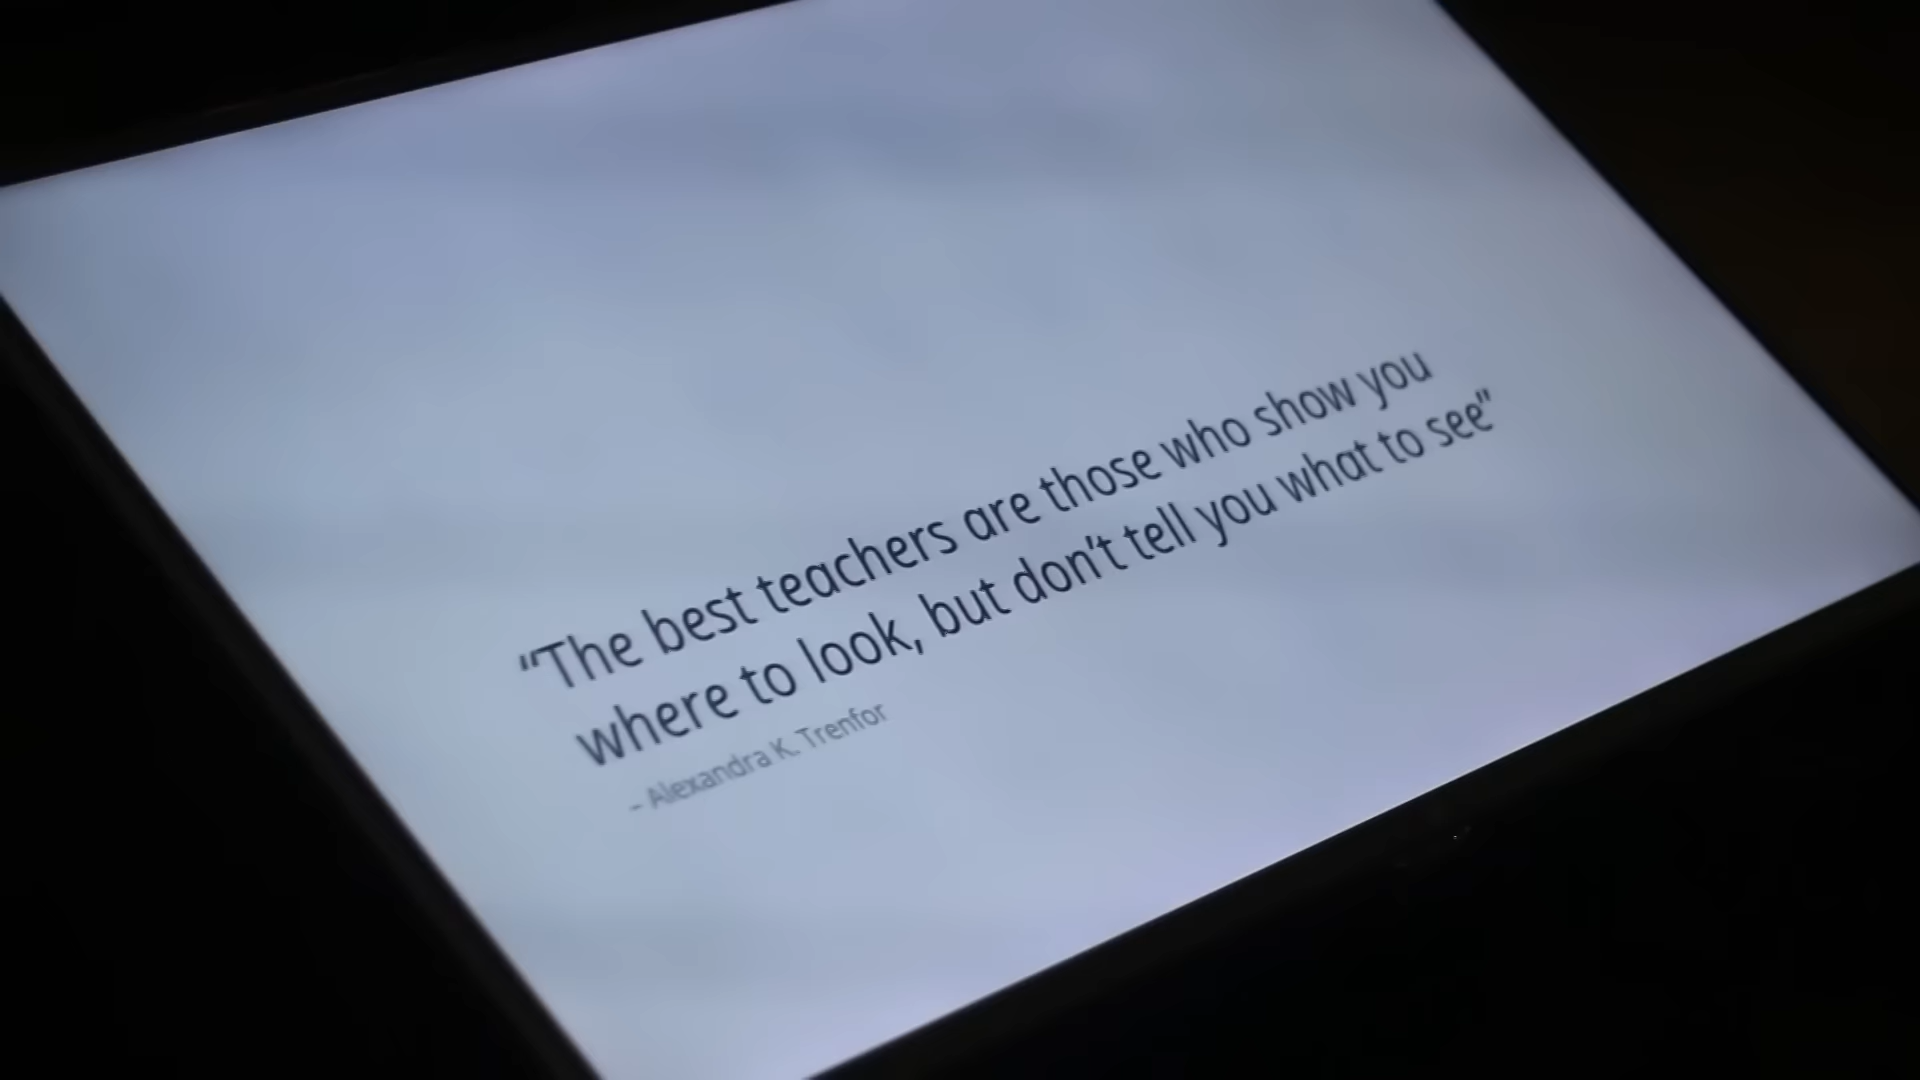 “The best teachers are those who show you
where to look, but don’t tell you what to see”
– Alexandra K. Trenfor